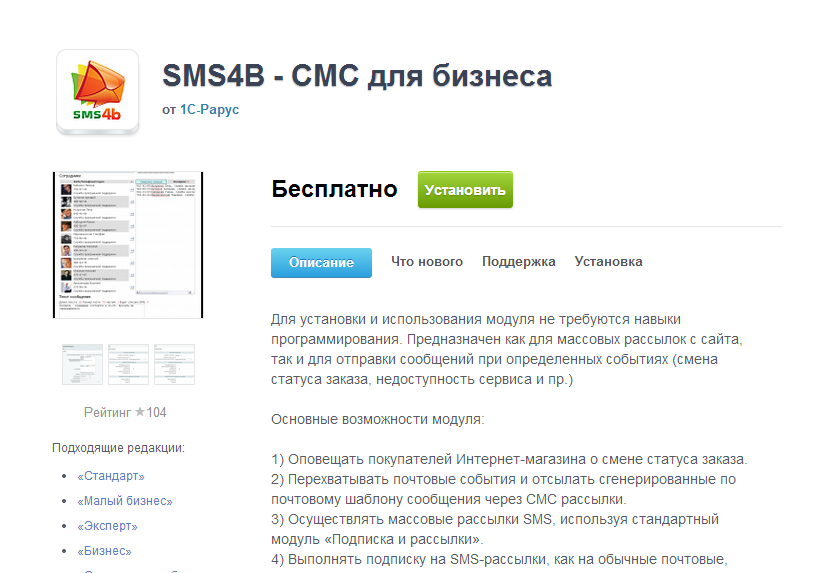 SMS4B - СМС для бизнеса
sms4b
от 1С-Рарус
Сотрудники
Текст сообщения
Бесплатно
Установить
Описание
Что нового
Поддержка
Установка
Для установки и использования модуля не требуются навыки
программирования. Предназначен как для массовых рассылок с сайта,
так и для отправки сообщений при определенных событиях (смена
статуса заказа, недоступность сервиса и пр.)
Основные возможности модуля:
1) Оповещать покупателей Интернет-магазина о смене статуса заказа.
2) Перехватывать почтовые события и отсылать сгенерированные по
почтовому шаблону сообщения через СМС рассылки.
3) Осуществлять массовые рассылки SMS, используя стандартный
модуль «Подписка и рассылки».
4) Выполнять подписку на SMS-рассылки, как на обычные почтовые,
Рейтинг ★104
Подходящие редакции:
• «Стандарт»
• «Малый бизнес»
• «Эксперт»
• «Бизнес»